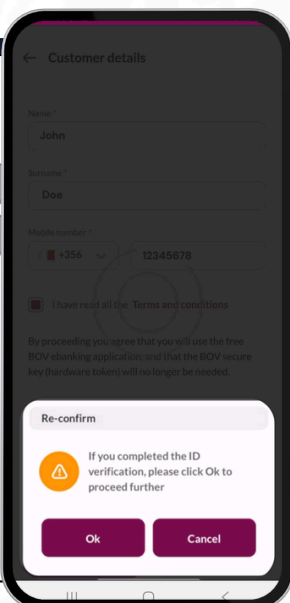 ← Customer details
Name *
John
Surname *
Doe
Mobile number *
+356 12345678
I have read all the Terms and conditions
By proceeding you agree that you will use the free
BOV ebanking application, and that the BOV secure
key (hardware token) will no longer be needed.
Re-confirm
If you completed the ID
verification, please click Ok to
proceed further
Ok Cancel